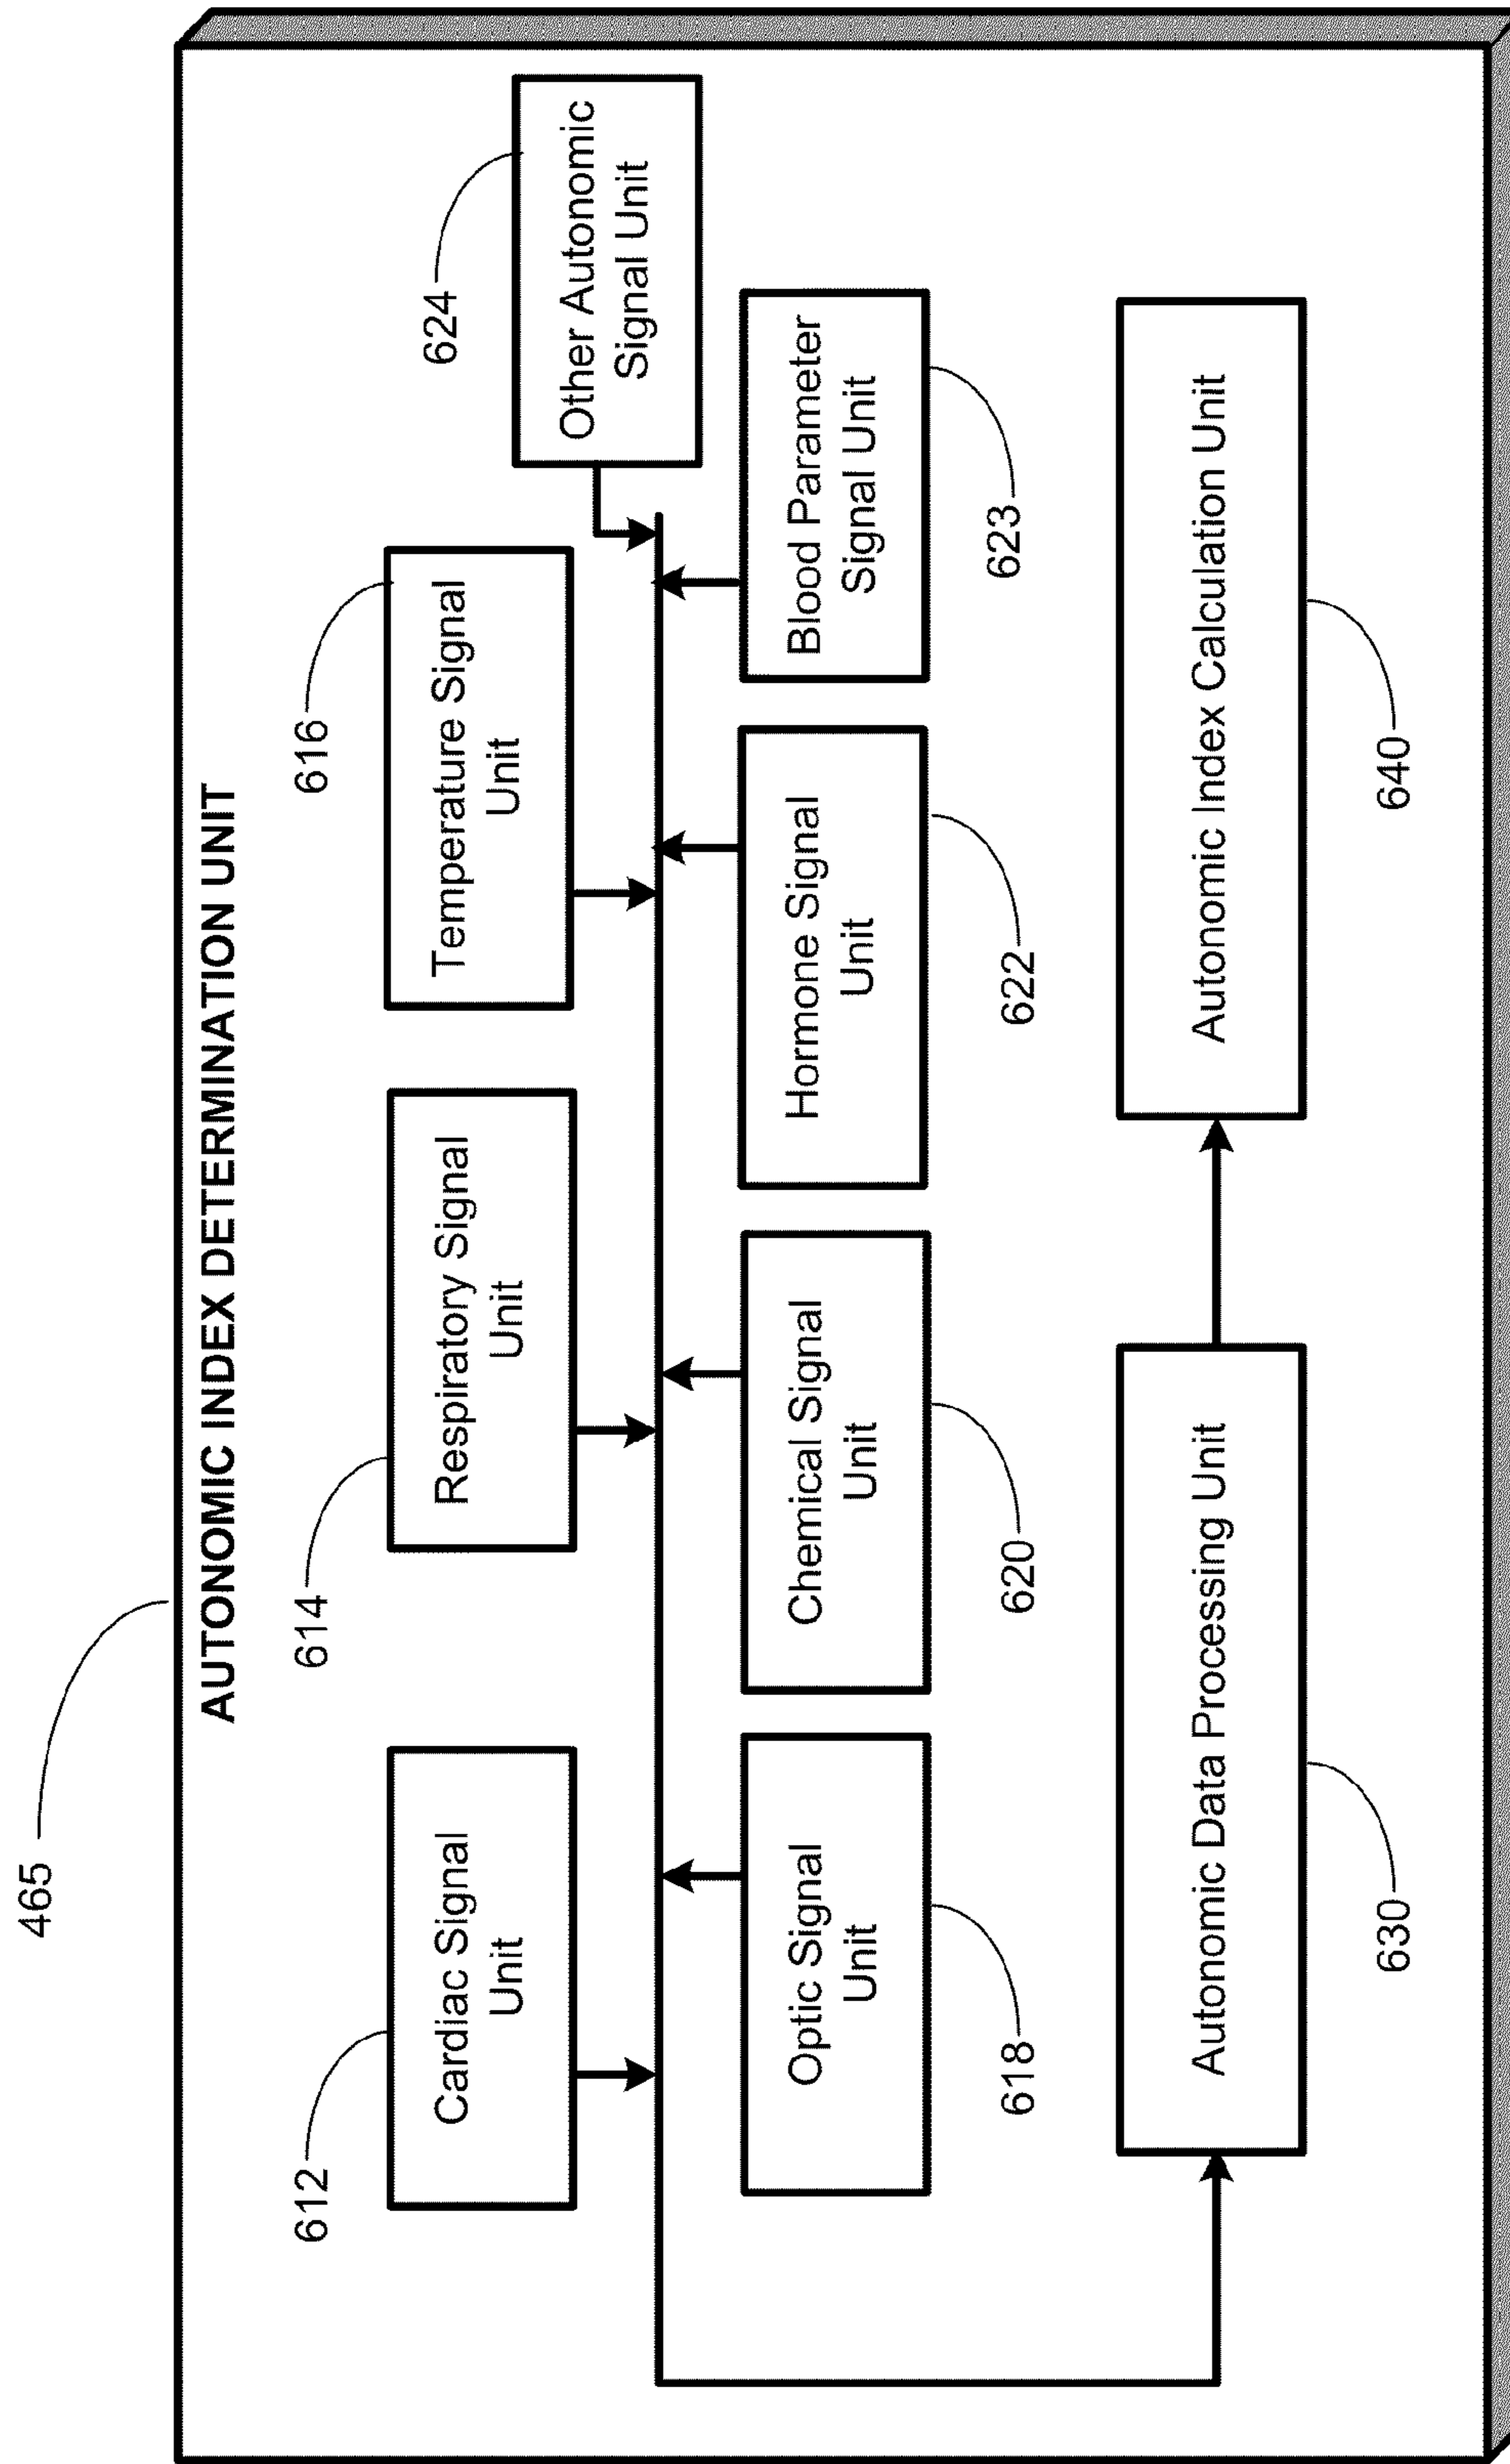 465
AUTONOMIC INDEX DETERMINATION UNIT
612
Cardiac Signal
Unit
614
Respiratory Signal
Unit
616
Temperature Signal
Unit
624
Other Autonomic
Signal Unit
Optic Signal
Unit
618
Chemical Signal
Unit
620
Hormone Signal
Unit
622
Blood Parameter
Signal Unit
623
Autonomic Data Processing Unit
630
Autonomic Index Calculation Unit
640